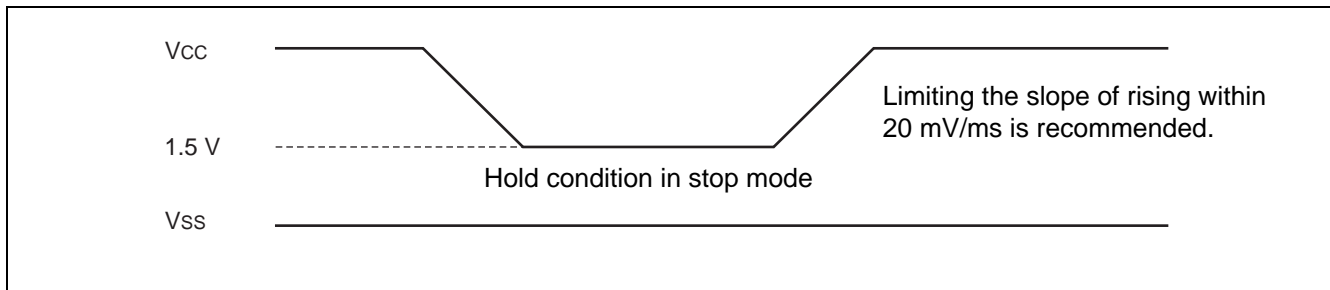 Vcc
Limiting the slope of rising within
20 mV/ms is recommended.
1.5 V
Hold condition in stop mode
Vss